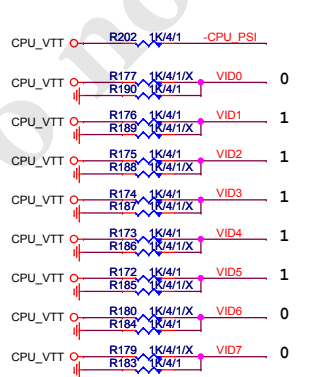 CPU_VTT R202 1K/4/1 -CPU_PSI
CPU_VTT R177 1K/4/1/X VID0 0
R190 1K/4/1
CPU_VTT R176 1K/4/1 VID1 1
R189 1K/4/1/X
CPU_VTT R175 1K/4/1 VID2 1
R188 1K/4/1/X
CPU_VTT R174 1K/4/1 VID3 1
R187 1K/4/1/X
CPU_VTT R173 1K/4/1 VID4 1
R186 1K/4/1/X
CPU_VTT R172 1K/4/1 VID5 1
R185 1K/4/1/X
CPU_VTT R180 1K/4/1/X VID6 0
R184 1K/4/1
CPU_VTT R179 1K/4/1/X VID7 0
R183 1K/4/1